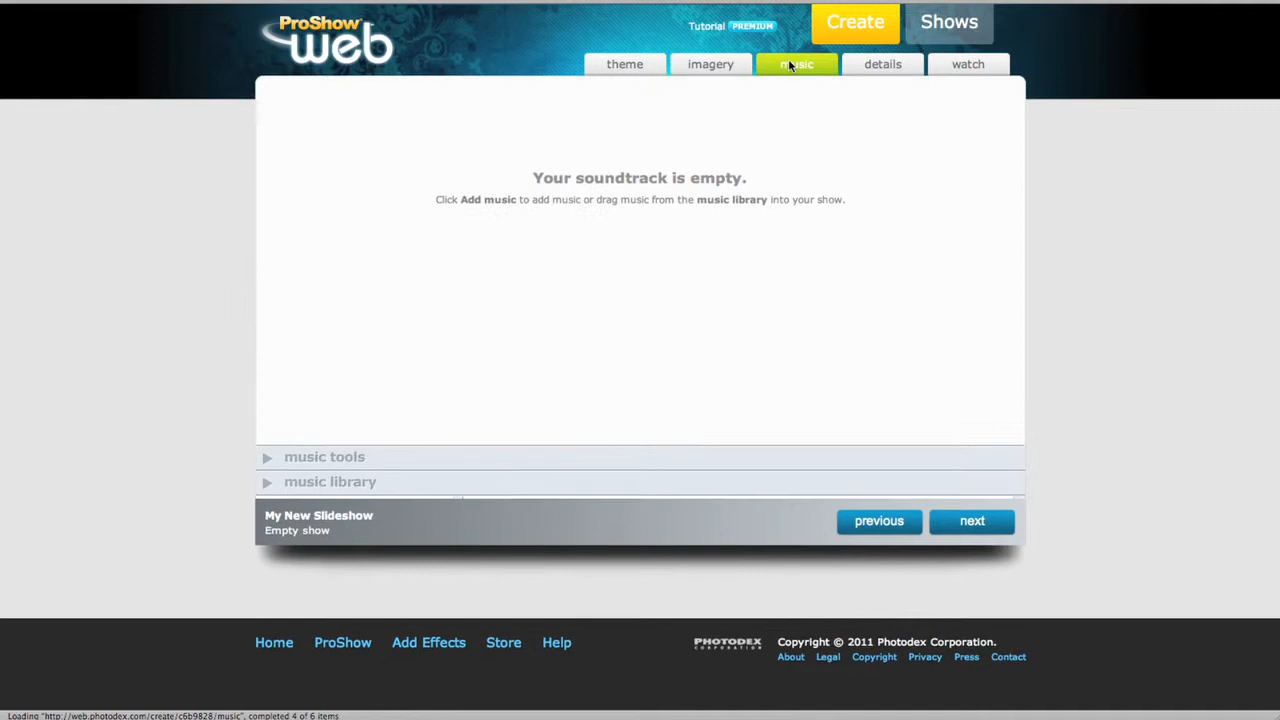 ProShow web
Tutorial PREMIUM
Create
Shows
theme
imagery
music
details
watch
Your soundtrack is empty.
Click Add music to add music or drag music from the music library into your show.
music tools
music library
My New Slideshow
Empty show
previous
next
Home
ProShow
Add Effects
Store
Help
PHOTODEX
CORPORATION
Copyright © 2011 Photodex Corporation.
About
Legal
Copyright
Privacy
Press
Contact
Loading "http://web.photodex.com/create/c6b9828/music", completed 4 of 6 items